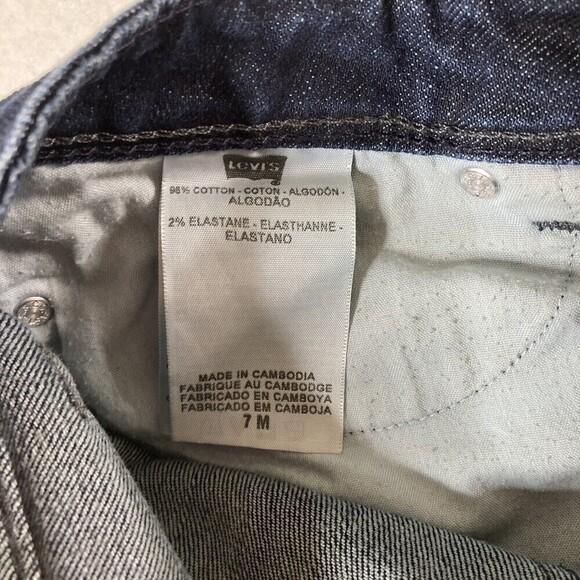 LEVI'S
98% COTTON - COTON - ALGODÓN -
ALGODÃO
2% ELASTANE - ELASTHANNE -
ELASTANO
MADE IN CAMBODIA
FABRIQUE AU CAMBODGE
FABRICADO EN CAMBOYA
FABRICADO EM CAMBOJA
7 M